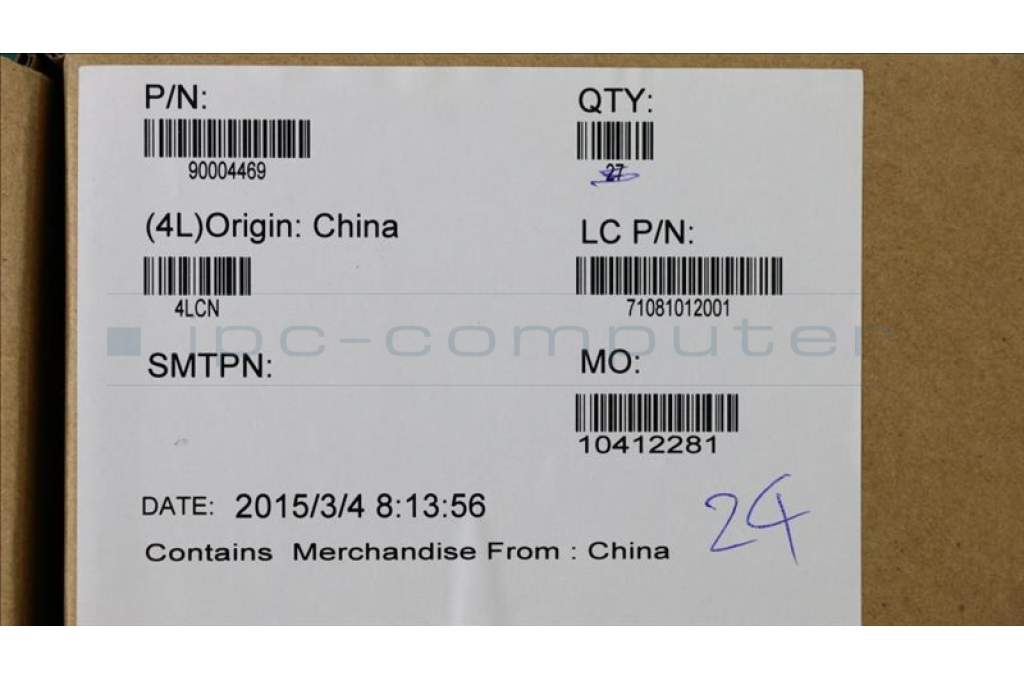 P/N:
90004469
QTY:
27
(4L)Origin: China
4LCN
LC P/N:
71081012001
ipc-computer
SMTPN:
MO:
10412281
DATE: 2015/3/4 8:13:56
24
Contains Merchandise From : China